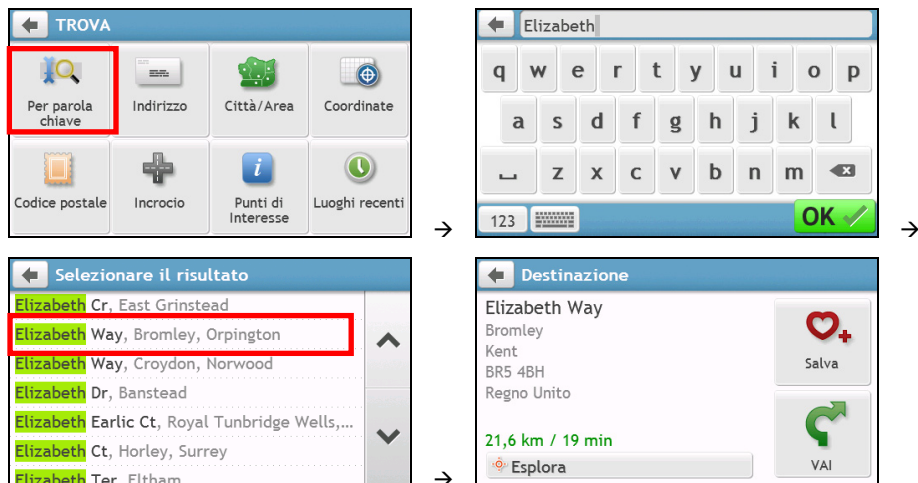 TROVA
Per parola
chiave
Indirizzo
Città/Area
Coordinate
Codice postale
Incrocio
Punti di
Interesse
Luoghi recenti
→
Elizabeth
q w e r t y u i o p
a s d f g h j k l
z x c v b n m
123
OK
→
Selezionare il risultato
Elizabeth Cr, East Grinstead
Elizabeth Way, Bromley, Orpington
Elizabeth Way, Croydon, Norwood
Elizabeth Dr, Banstead
Elizabeth Earlic Ct, Royal Tunbridge Wells,...
Elizabeth Ct, Horley, Surrey
Elizabeth Ter, Eltham
→
Destinazione
Elizabeth Way
Bromley
Kent
BR5 4BH
Regno Unito
21,6 km / 19 min
Esplora
Salva
VAI